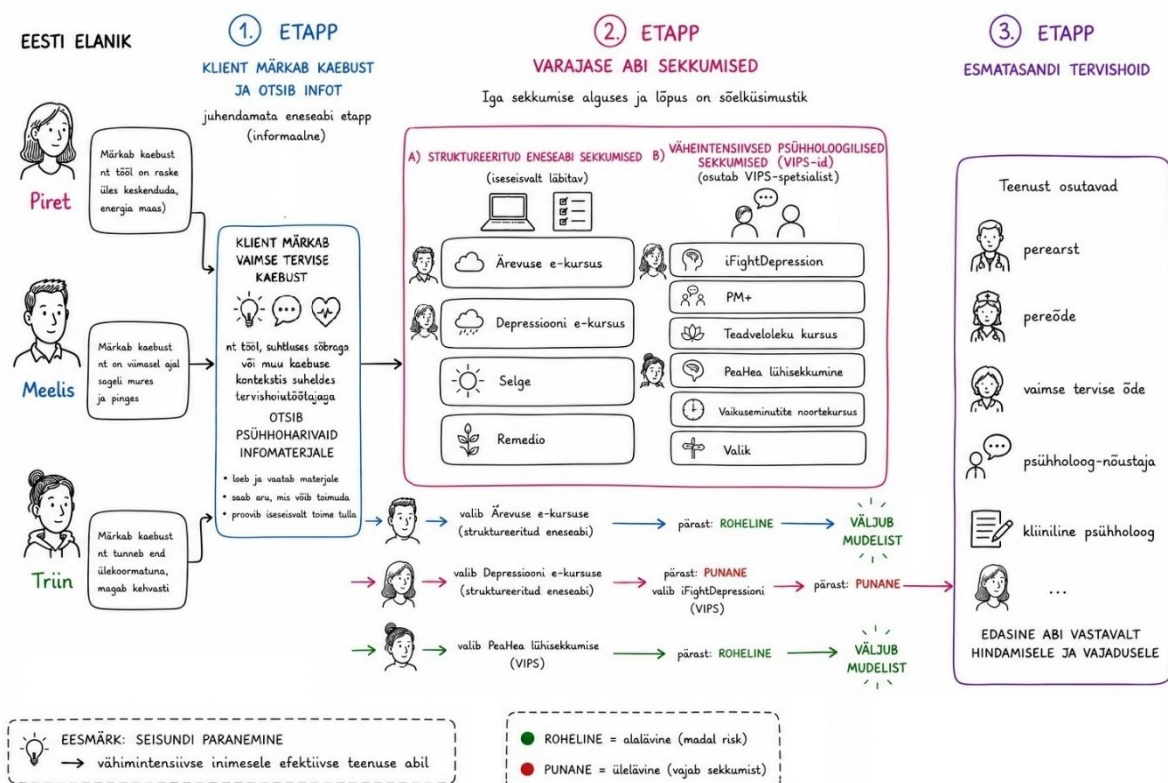 EESTI ELANIK
1. ETAPP
KLIENT MÄRKAB KAEBUST
JA OTSIB INFOT
juhendamata eneseabi etapp
(informaalne)
2. ETAPP
VARAJASE ABI SEKKUMISED
Iga sekkumise alguses ja lõpus on sõelküsimustik
3. ETAPP
ESMATASANDI TERVISHOID
Piret
Märkab kaebust
nt tööl on raske
üles keskenduda,
energia maas)
Meelis
Märkab kaebust
nt on viimasel ajal
sageli mures
ja pinges
Triin
Märkab kaebust
nt tunneb end
ülekoormatuna,
magab kehvasti
KLIENT MÄRKAB
VAIMSE TERVISE
KAEBUST
nt tööl, suhtluses sõbraga
või muu kaebuse
kontekstis suheldes
tervishoiutöötajaga
OTSIB
PSÜHHOHARIVAID
INFOMATERJALE
• loeb ja vaatab materjale
• saab aru, mis võib toimuda
• proovib iseseisvalt toime tulla
A) STRUKTUREERITUD ENESEABI SEKKUMISED
(iseseisvalt läbitav)
Ärevuse e-kursus
Depressiooni e-kursus
Selge
Remedio
B) VÄHEINTENSIIVSED PSÜHHOLOOGILISED
SEKKUMISED (VIPS-id)
(osutab VIPS-spetsialist)
iFightDepression
PM+
Teadveloleku kursus
PeaHea lühisekkumine
Vaikuseminutite noortekursus
Valik
valib Ärevuse e-kursuse
(struktureeritud eneseabi)
pärast: ROHELINE
VÄLJUB
MUDELIST
valib Depressiooni e-kursuse
(struktureeritud eneseabi)
pärast: PUNANE
valib iFightDepressioni
(VIPS)
pärast: PUNANE
valib PeaHea lühisekkumise
(VIPS)
pärast: ROHELINE
VÄLJUB
MUDELIST
Teenust osutavad
perearst
pereõde
vaimse tervise õde
psühholoog-nõustaja
kliiniline psühholoog
...
EDASINE ABI VASTAVALT
HINDAMISELE JA VAJADUSELE
EESMÄRK: SEISUNDI PARANEMINE
→ vähimintensiivse inimesele efektiivse teenuse abil
ROHELINE = alalävine (madal risk)
PUNANE = ülelävine (vajab sekkumist)